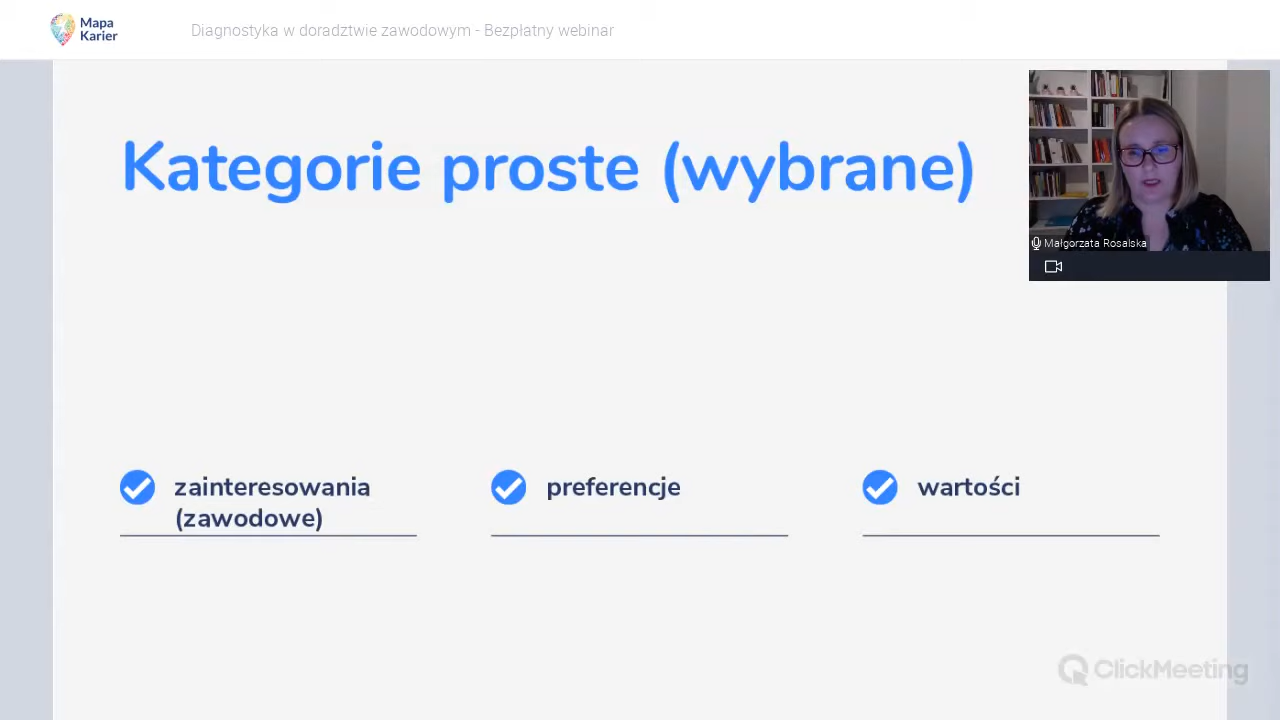 Mapa
Karier
Diagnostyka w doradztwie zawodowym - Bezpłatny webinar
Kategorie proste (wybrane)
Małgorzata Rosalska
zainteresowania
(zawodowe)
preferencje
wartości
ClickMeeting